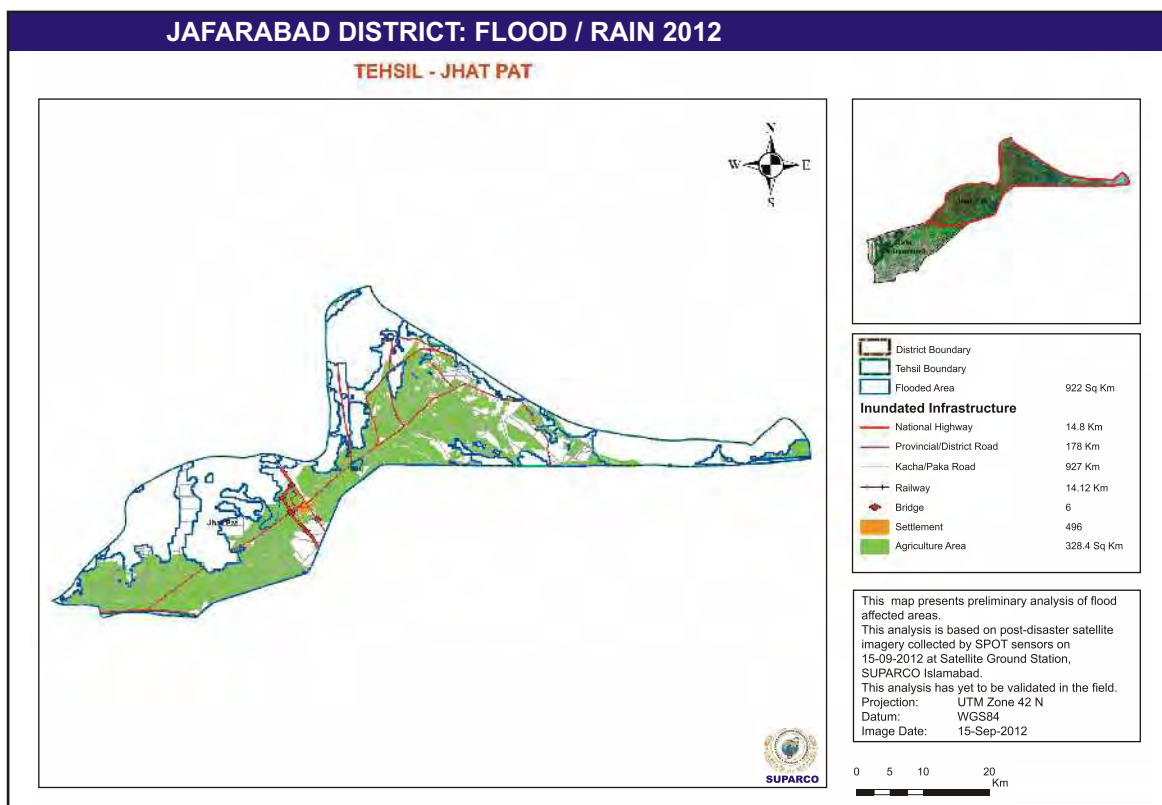 JAFARABAD DISTRICT: FLOOD / RAIN 2012
TEHSIL - JHAT PAT
N
W E
S
Jhat Pat
SUPARCO
District Boundary
Tehsil Boundary
Flooded Area 922 Sq Km
Inundated Infrastructure
National Highway 14.8 Km
Provincial/District Road 178 Km
Kacha/Paka Road 927 Km
Railway 14.12 Km
Bridge 6
Settlement 496
Agriculture Area 328.4 Sq Km
This map presents preliminary analysis of flood
affected areas.
This analysis is based on post-disaster satellite
imagery collected by SPOT sensors on
15-09-2012 at Satellite Ground Station,
SUPARCO Islamabad.
This analysis has yet to be validated in the field.
Projection: UTM Zone 42 N
Datum: WGS84
Image Date: 15-Sep-2012
0 5 10 20
Km